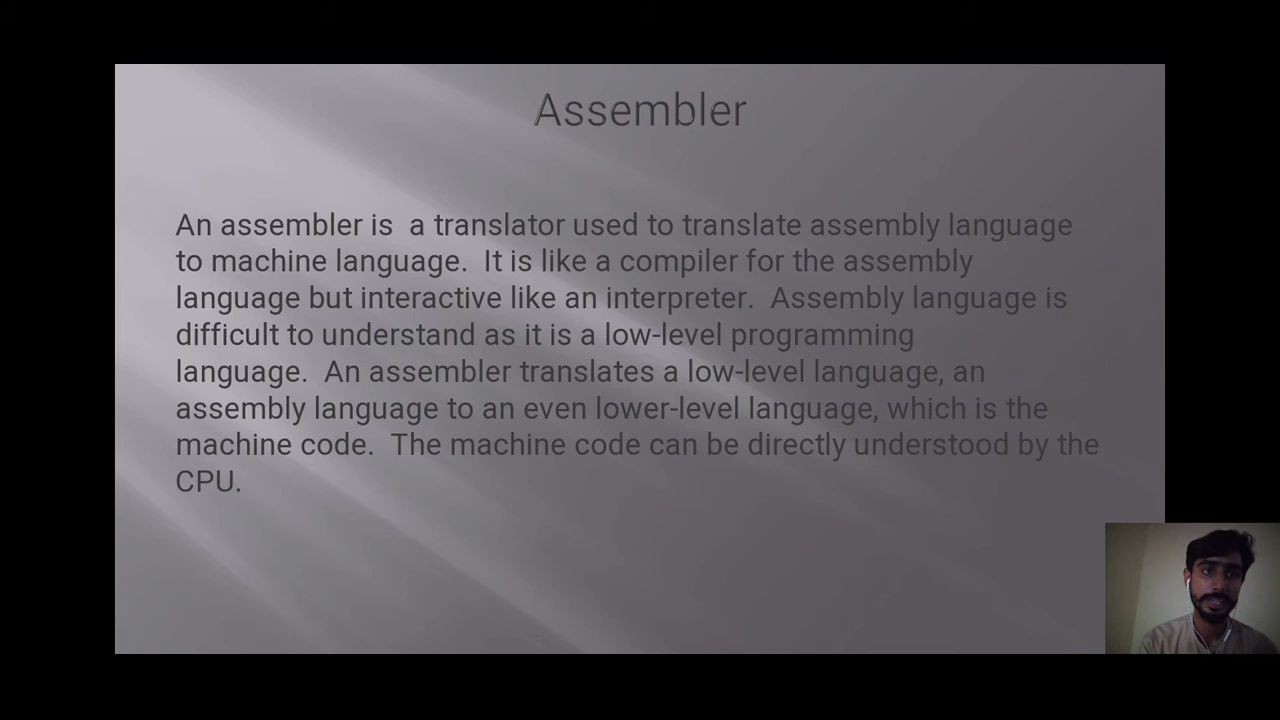 Assembler
An assembler is  a translator used to translate assembly language
to machine language.  It is like a compiler for the assembly
language but interactive like an interpreter.  Assembly language is
difficult to understand as it is a low-level programming
language.  An assembler translates a low-level language, an
assembly language to an even lower-level language, which is the
machine code.  The machine code can be directly understood by the
CPU.